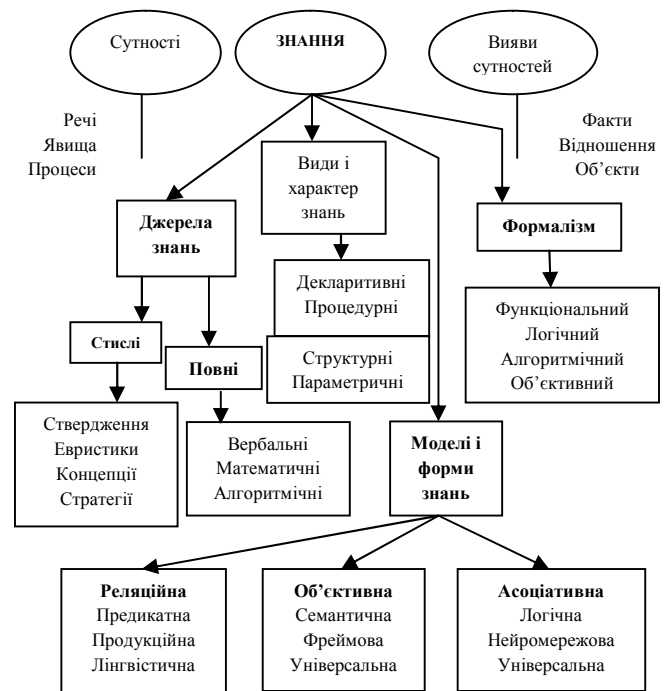 Сутності
ЗНАННЯ
Вияви
сутностей
Речі
Явища
Процеси
Факти
Відношення
Об’єкти
Види і
характер
знань
Джерела
знань
Формалізм
Декларитивні
Процедурні
Структурні
Параметричні
Функціональний
Логічний
Алгоритмічний
Об’єктивний
Стислі
Повні
Ствердження
Евристики
Концепції
Стратегії
Вербальні
Математичні
Алгоритмічні
Моделі і
форми
знань
Реляційна
Предикатна
Продукційна
Лінгвістична
Об’єктивна
Семантична
Фреймова
Універсальна
Асоціативна
Логічна
Нейромережова
Універсальна